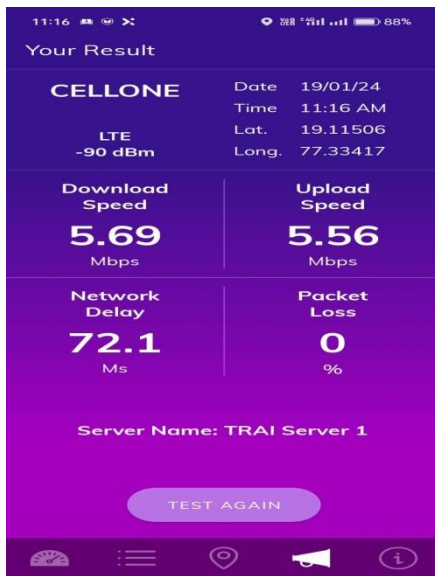 11:16 88%
Your Result
CELLONE
LTE
-90 dBm
Date 19/01/24
Time 11:16 AM
Lat. 19.11506
Long. 77.33417
Download
Speed
5.69
Mbps
Upload
Speed
5.56
Mbps
Network
Delay
72.1
Ms
Packet
Loss
0
%
Server Name: TRAI Server 1
TEST AGAIN